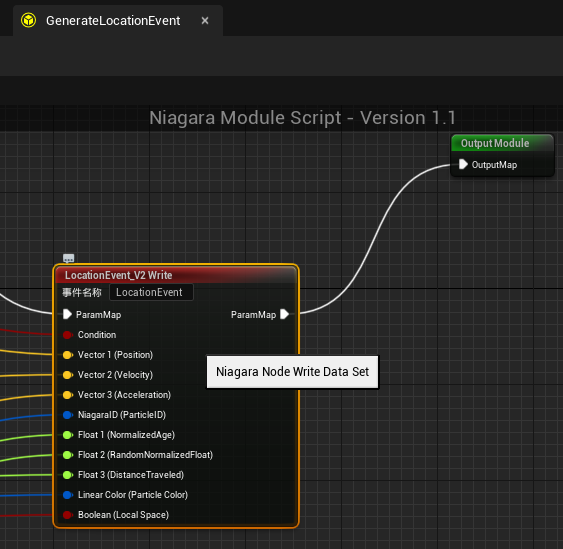 GenerateLocationEvent ×
Niagara Module Script - Version 1.1
Output Module
OutputMap
LocationEvent_V2 Write
事件名称 LocationEvent
ParamMap ParamMap
Condition
Vector 1 (Position)
Niagara Node Write Data Set
Vector 2 (Velocity)
Vector 3 (Acceleration)
NiagaraID (ParticleID)
Float 1 (NormalizedAge)
Float 2 (RandomNormalizedFloat)
Float 3 (DistanceTraveled)
Linear Color (Particle Color)
Boolean (Local Space)